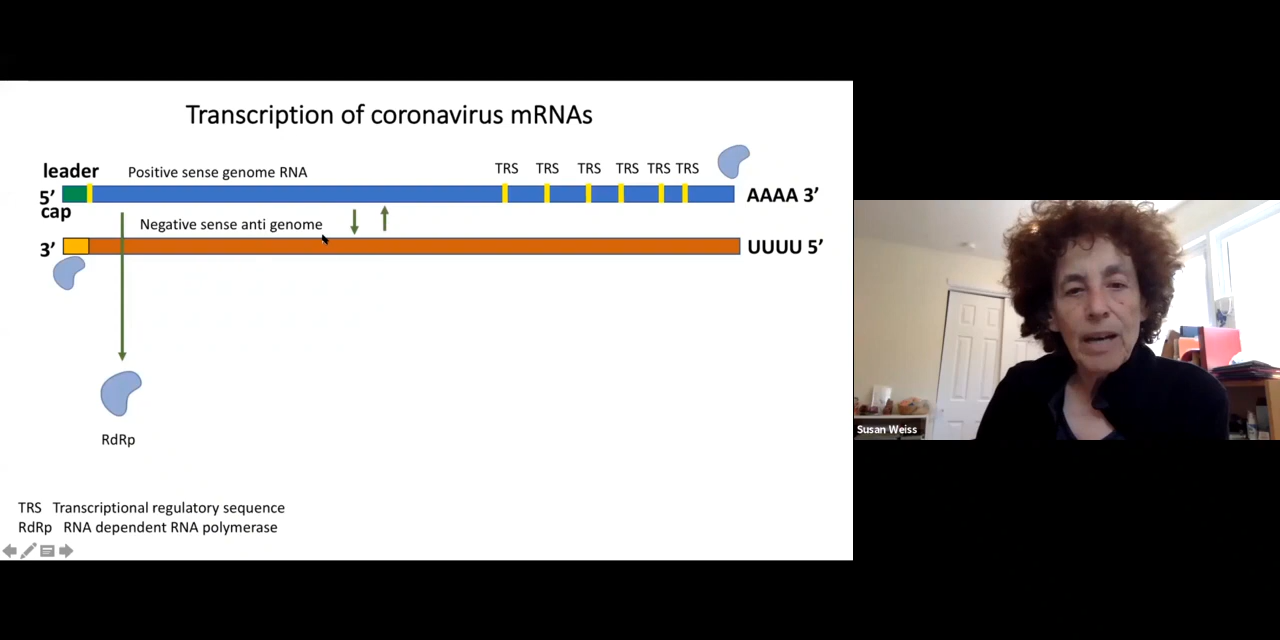 Transcription of coronavirus mRNAs
leader
Positive sense genome RNA
TRS TRS TRS TRS TRS TRS
5’
AAAA 3’
cap
Negative sense anti genome
3’
UUUU 5’
RdRp
Susan Weiss
TRS Transcriptional regulatory sequence
RdRp RNA dependent RNA polymerase